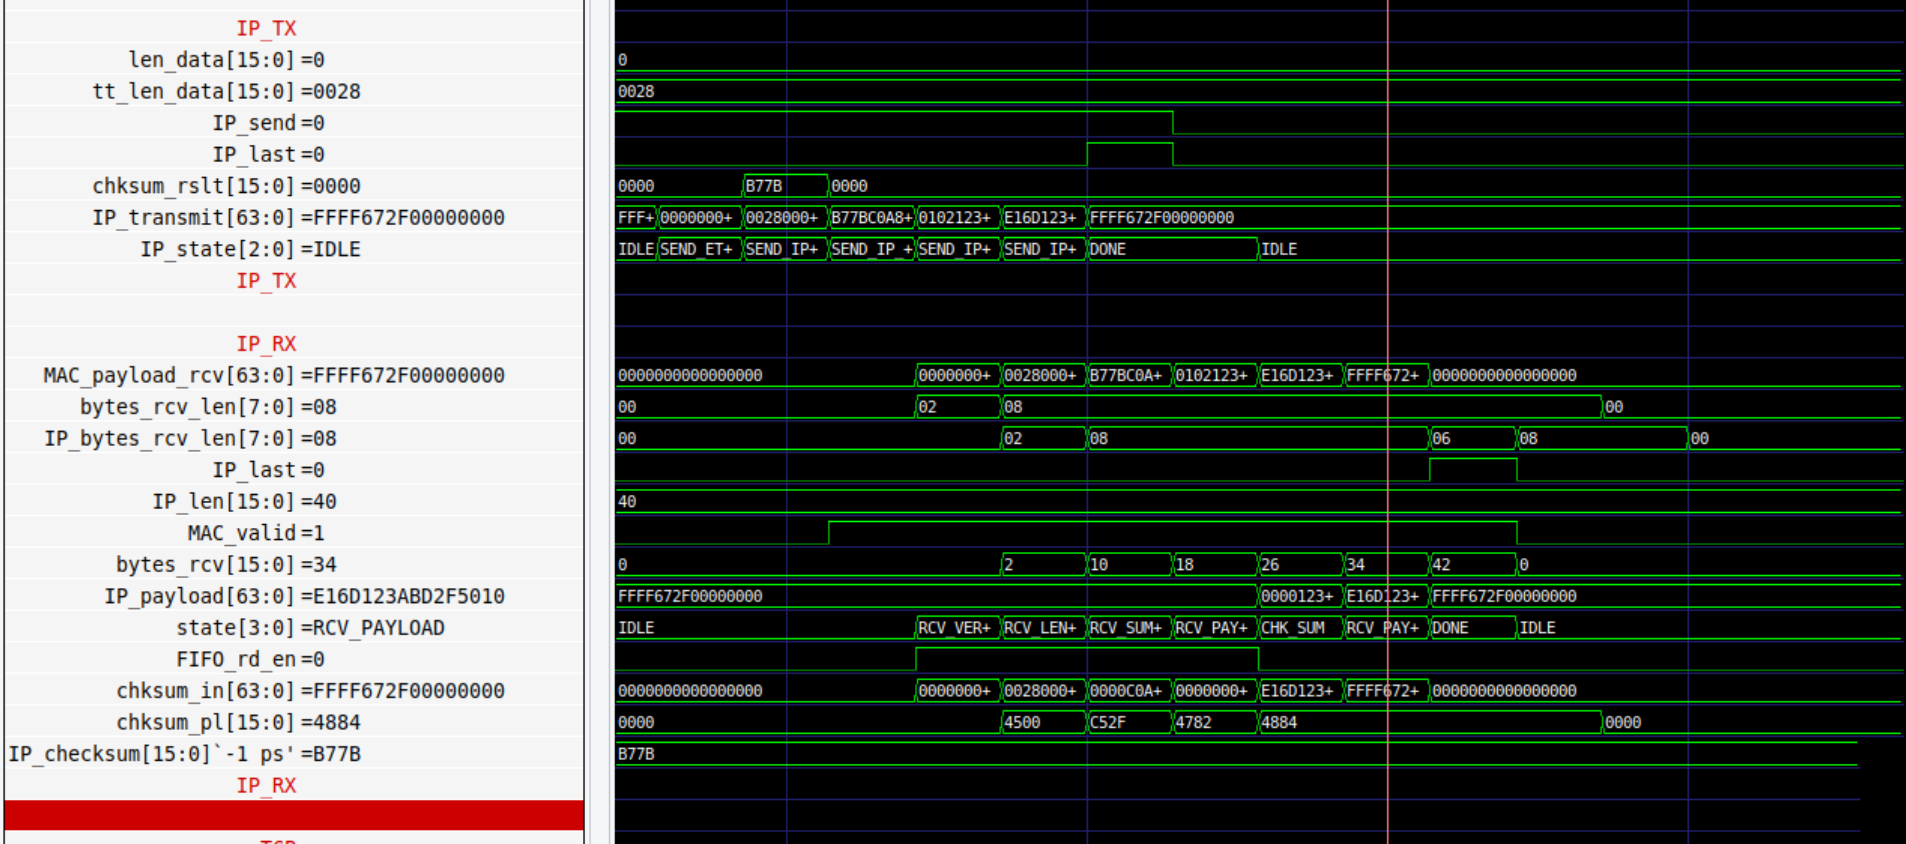 IP_TX
len_data[15:0] =0 0
tt_len_data[15:0] =0028 0028
IP_send =0
IP_last =0
chksum_rslt[15:0] =0000 0000 B77B 0000
IP_transmit[63:0] =FFFF672F00000000 FFF+ 0000000+ 0028000+ B77BC0A8+ 0102123+ E16D123+ FFFF672F00000000
IP_state[2:0] =IDLE IDLE SEND_ET+ SEND_IP+ SEND_IP_+ SEND_IP+ SEND_IP+ DONE IDLE
IP_TX
IP_RX
MAC_payload_rcv[63:0] =FFFF672F00000000 0000000000000000 0000000+ 0028000+ B77BC0A+ 0102123+ E16D123+ FFFF672+ 0000000000000000
bytes_rcv_len[7:0] =08 00 02 08 00
IP_bytes_rcv_len[7:0] =08 00 02 08 06 08 00
IP_last =0
IP_len[15:0] =40 40
MAC_valid =1
bytes_rcv[15:0] =34 0 2 10 18 26 34 42 0
IP_payload[63:0] =E16D123ABD2F5010 FFFF672F00000000 0000123+ E16D123+ FFFF672F00000000
state[3:0] =RCV_PAYLOAD IDLE RCV_VER+ RCV_LEN+ RCV_SUM+ RCV_PAY+ CHK_SUM RCV_PAY+ DONE IDLE
FIFO_rd_en =0
chksum_in[63:0] =FFFF672F00000000 0000000000000000 0000000+ 0028000+ 0000C0A+ 0000000+ E16D123+ FFFF672+ 0000000000000000
chksum_pl[15:0] =4884 0000 4500 C52F 4782 4884 0000
IP_checksum[15:0]`-1 ps' =B77B B77B
IP_RX